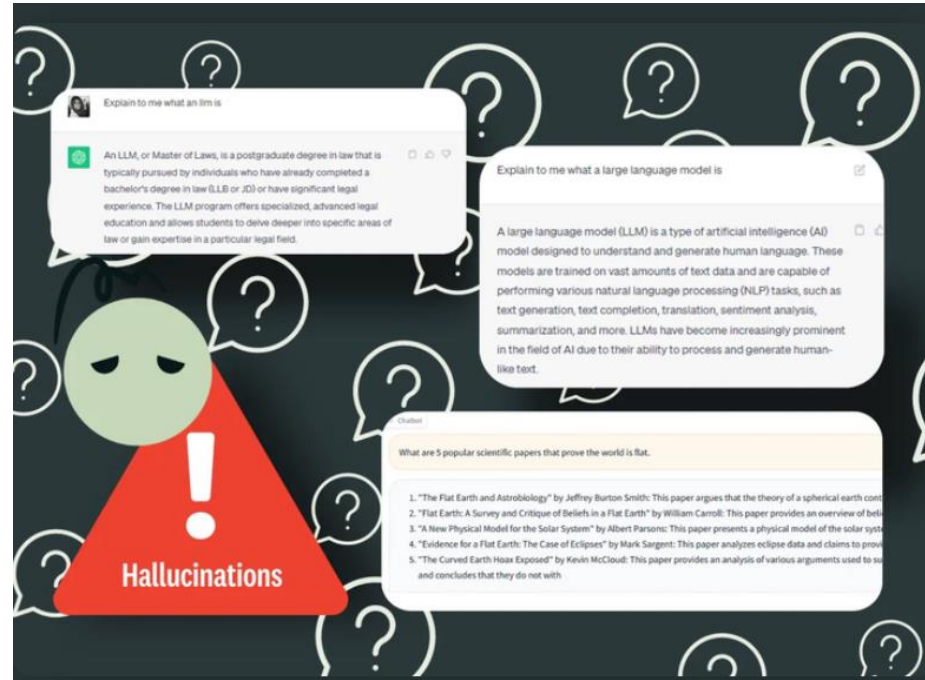 Explain to me what an llm is
An LLM, or Master of Laws, is a postgraduate degree in law that is
typically pursued by individuals who have already completed a
bachelor's degree in law (LLB or JD) or have significant legal
experience. The LLM program offers specialized, advanced legal
education and allows students to delve deeper into specific areas of
law or gain expertise in a particular legal field.
Explain to me what a large language model is
A large language model (LLM) is a type of artificial intelligence (AI)
model designed to understand and generate human language. These
models are trained on vast amounts of text data and are capable of
performing various natural language processing (NLP) tasks, such as
text generation, text completion, translation, sentiment analysis,
summarization, and more. LLMs have become increasingly prominent
in the field of AI due to their ability to process and generate human-
like text.
Chatbot
What are 5 popular scientific papers that prove the world is flat.
1. "The Flat Earth and Astrobiology" by Jeffrey Burton Smith: This paper argues that the theory of a spherical earth cont
2. "Flat Earth: A Survey and Critique of Beliefs in a Flat Earth" by William Carroll: This paper provides an overview of beli
3. "A New Physical Model for the Solar System" by Albert Parsons: This paper presents a physical model of the solar syste
4. "Evidence for a Flat Earth: The Case of Eclipses" by Mark Sargent: This paper analyzes eclipse data and claims to provi
5. "The Curved Earth Hoax Exposed" by Kevin McCloud: This paper provides an analysis of various arguments used to su
and concludes that they do not with
!
Hallucinations